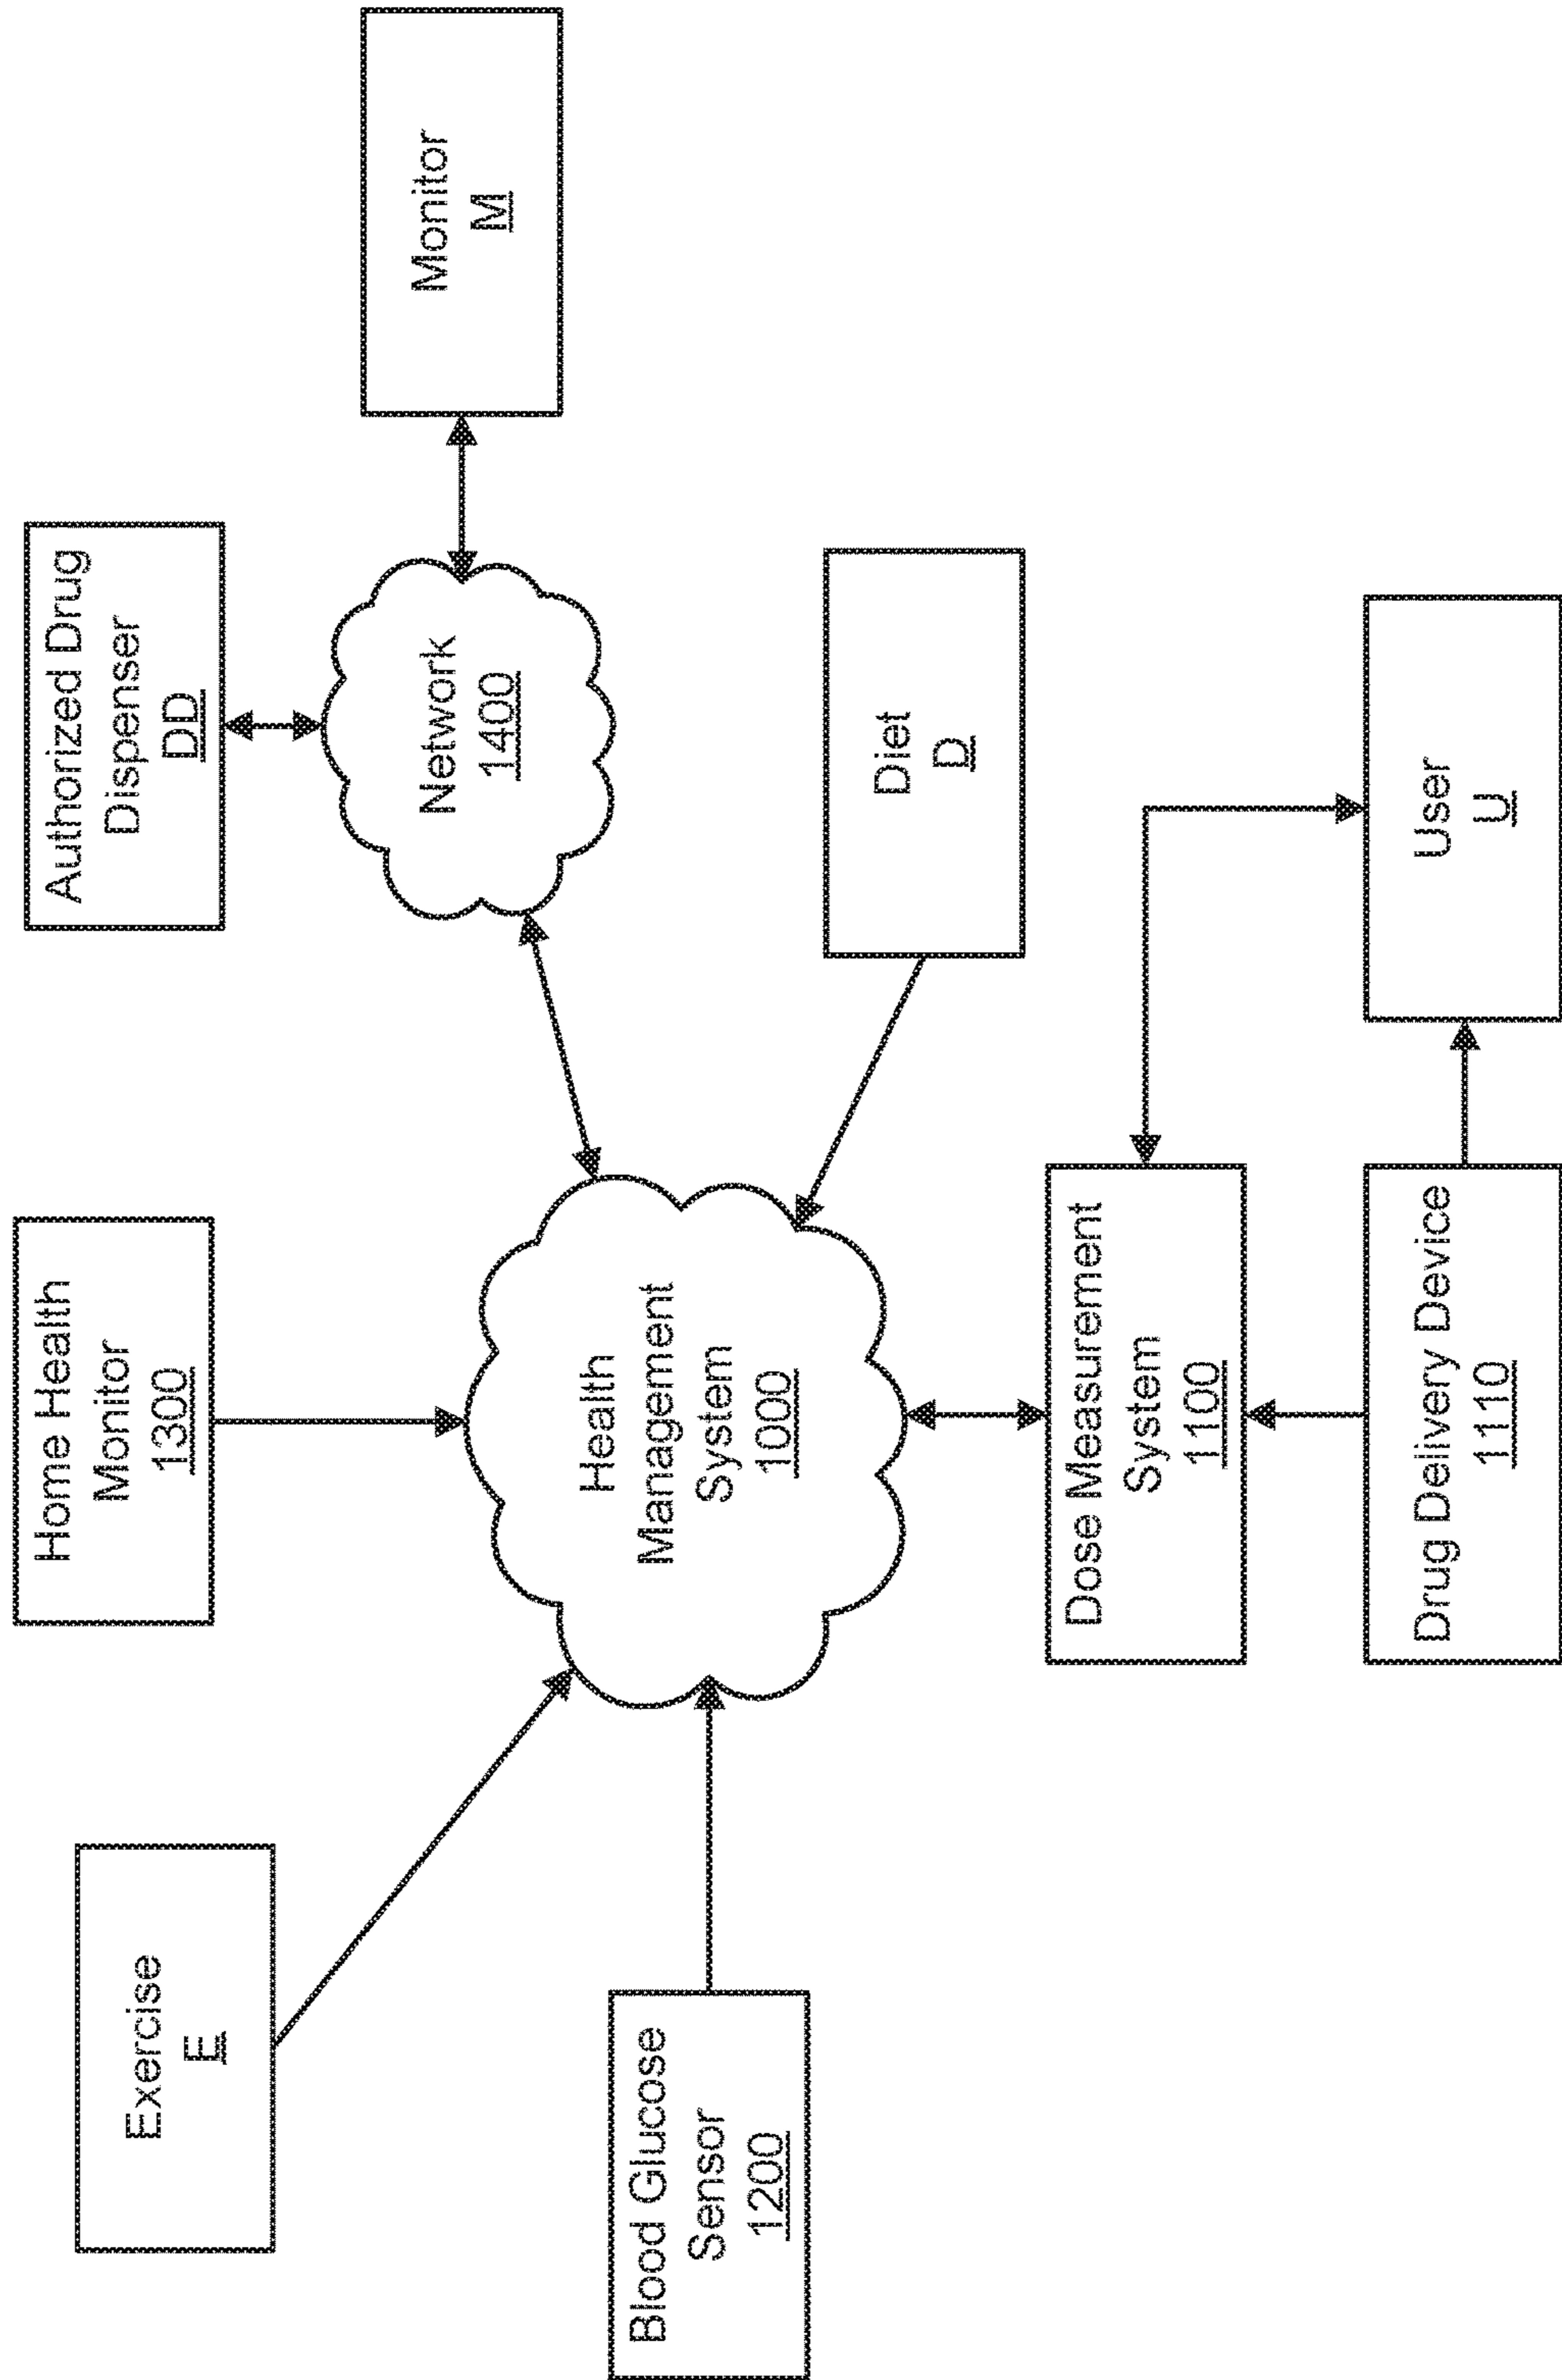 Exercise
E
Home Health
Monitor
1300
Authorized Drug
Dispenser
DD
Monitor
M
Network
1400
Blood Glucose
Sensor
1200
Health
Management
System
1000
Diet
D
Dose Measurement
System
1100
Drug Delivery Device
1110
User
U